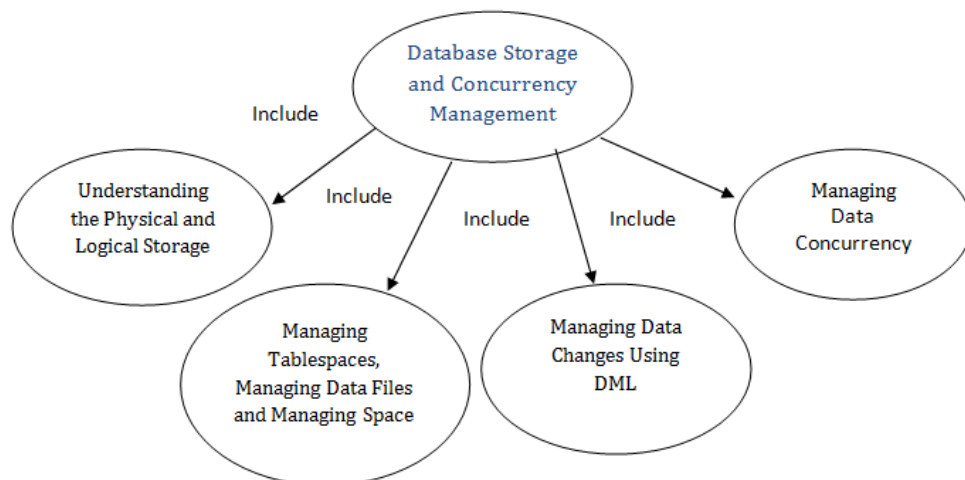 Database Storage
and Concurrency
Management
Include
Understanding
the Physical and
Logical Storage
Include
Include
Include
Managing
Data
Concurrency
Managing
Tablespaces,
Managing Data Files
and Managing Space
Managing Data
Changes Using
DML